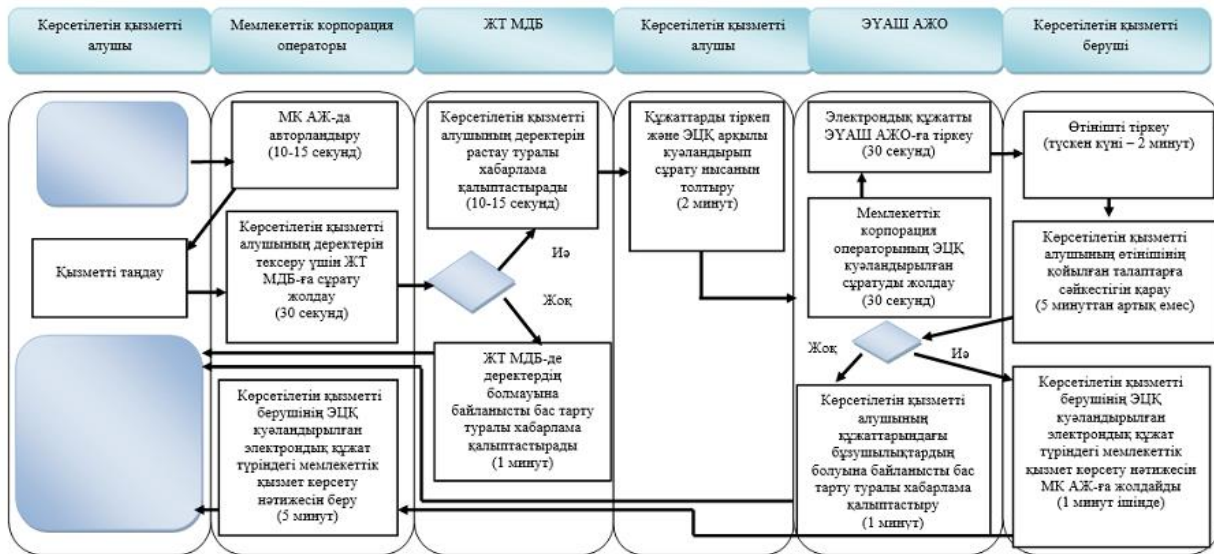 Көрсетілетін қызметті
алушы
Мемлекеттік корпорация
операторы
ЖТ МДБ
Көрсетілетін қызметті
алушы
ЭҮАШ АЖО
Көрсетілетін қызметті
беруші
МК АЖ-да
авторландыру
(10-15 секунд)
Қызметті таңдау
Көрсетілетін қызметті
алушының деректерін
тексеру үшін ЖТ
МДБ-ға сұрату
жолдау
(30 секунд)
Көрсетілетін қызметті
берушінің ЭЦҚ
куәландырылған
электрондық құжат
түріндегі мемлекеттік
қызмет көрсету
нәтижесін беру
(5 минут)
Көрсетілетін қызметті
алушының деректерін
растау туралы
хабарлама
қалыптастырады
(10-15 секунд)
Иә
Жоқ
ЖТ МДБ-де
деректердің
болмауына
байланысты бас тарту
туралы хабарлама
қалыптастырады
(1 минут)
Құжаттарды тіркеп
және ЭЦҚ арқылы
куәландырып
сұрату нысанын
толтыру
(2 минут)
Электрондық құжатты
ЭҮАШ АЖО-ға тіркеу
(30 секунд)
Мемлекеттік
корпорация
операторының ЭЦҚ
куәландырылған
сұратуды жолдау
(30 секунд)
Жоқ
Иә
Көрсетілетін қызметті
алушының
құжаттарындағы
бұзушылықтардың
болуына байланысты бас
тарту туралы хабарлама
қалыптастыру
(1 минут)
Өтінішті тіркеу
(түскен күні – 2 минут)
Көрсетілетін қызметті
алушының өтінішінің
қойылған талаптарға
сәйкестігін қарау
(5 минуттан артық емес)
Көрсетілетін қызметті
берушінің ЭЦҚ
куәландырылған
электрондық құжат
түріндегі мемлекеттік
қызмет көрсету нәтижесін
МК АЖ-ға жолдайды
(1 минут ішінде)